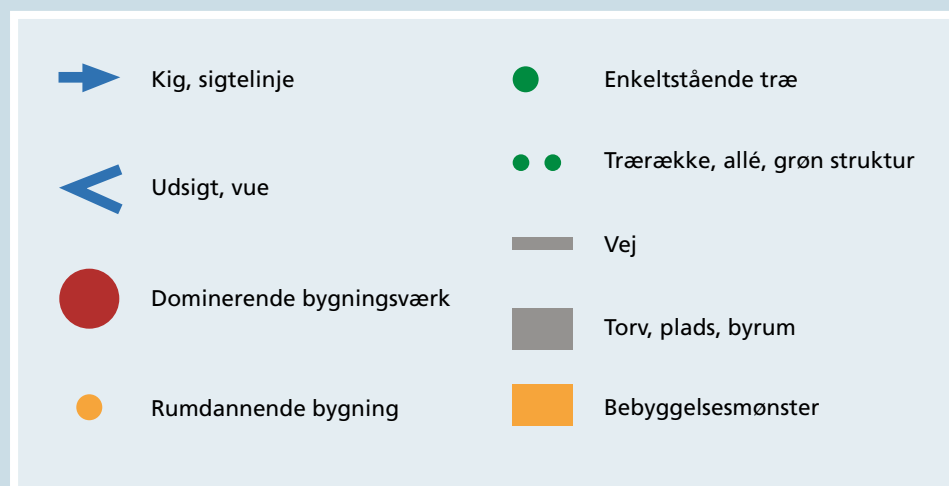 Kig, sigtelinje
Udsigt, vue
Dominerende bygningsværk
Rumdannende bygning
Enkeltstående træ
Trærække, allé, grøn struktur
Vej
Torv, plads, byrum
Bebyggelsesmønster